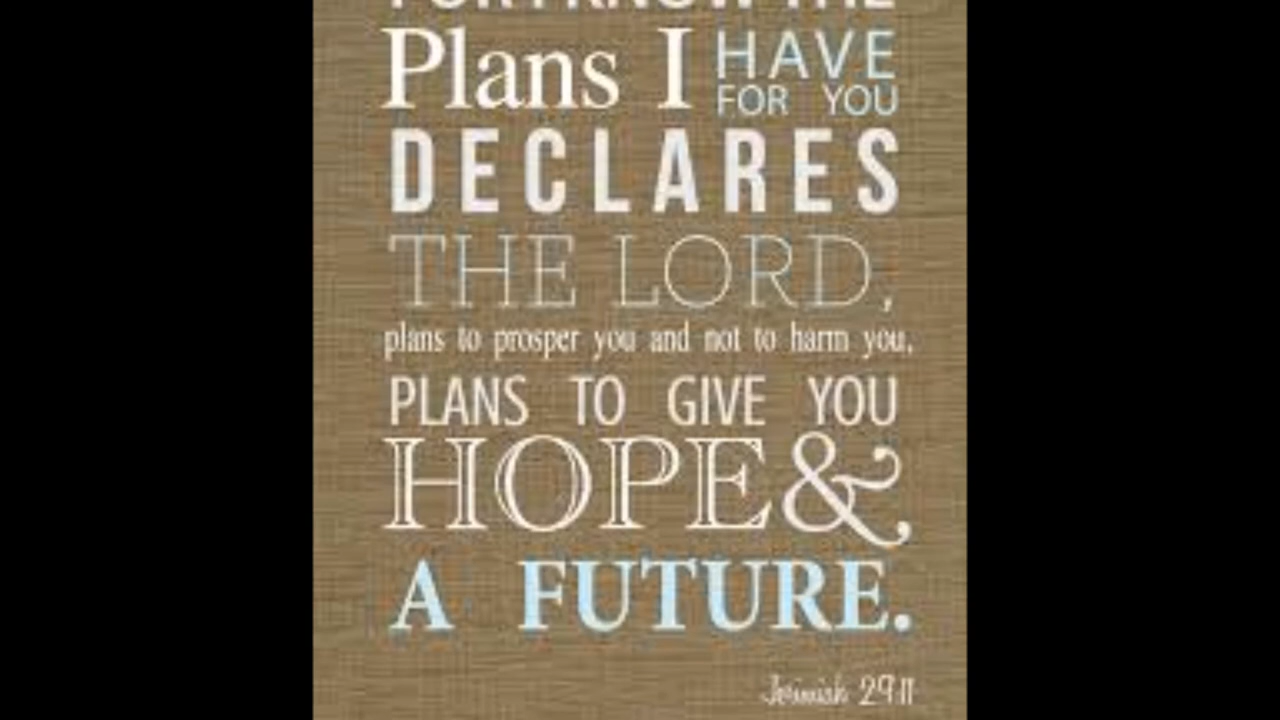 FOR I KNOW THE
Plans I HAVE
FOR YOU
DECLARES
THE LORD,
plans to prosper you and not to harm you,
PLANS TO GIVE YOU
HOPE &
A FUTURE.
Jeremiah 29:11